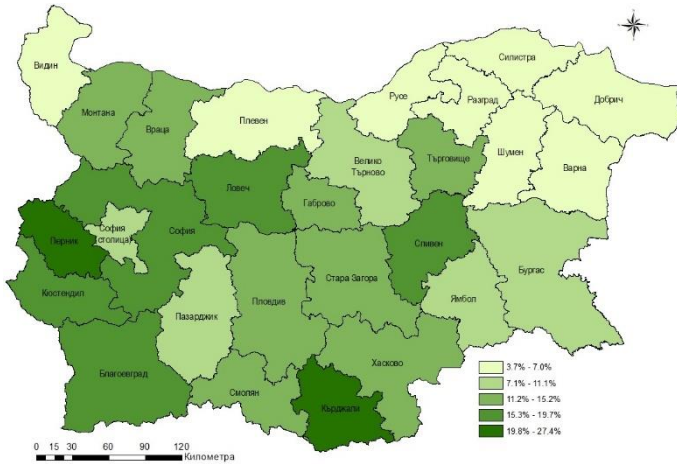 Видин
Силистра
Добрич
Русе
Разград
Монтана
Враца
Плевен
Шумен
Варна
Велико
Търново
Търговище
Ловеч
Габрово
София
(столица)
София
Перник
Сливен
Бургас
Стара Загора
Кюстендил
Ямбол
Пловдив
Пазарджик
Хасково
Благоевград
Смолян
Кърджали
3.7% - 7.0%
7.1% - 11.1%
11.2% - 15.2%
15.3% - 19.7%
19.8% - 27.4%
0 15 30 60 90 120
Километра